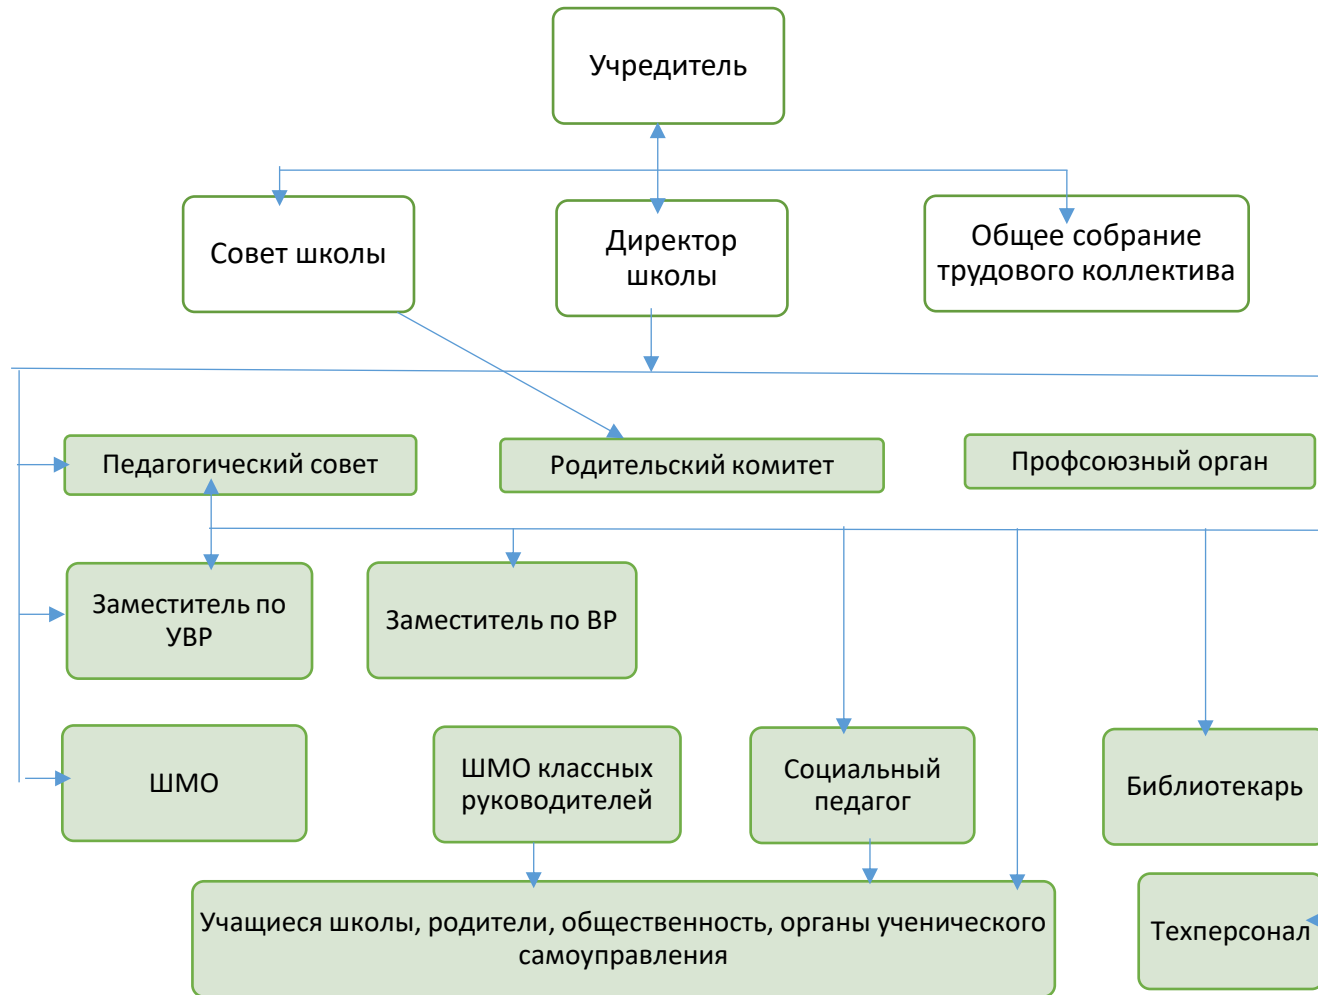 Учредитель
Совет школы
Директор
школы
Общее собрание
трудового коллектива
Педагогический совет
Родительский комитет
Профсоюзный орган
Заместитель по
УВР
Заместитель по ВР
ШМО
ШМО классных
руководителей
Социальный
педагог
Библиотекарь
Учащиеся школы, родители, общественность, органы ученического
самоуправления
Техперсонал